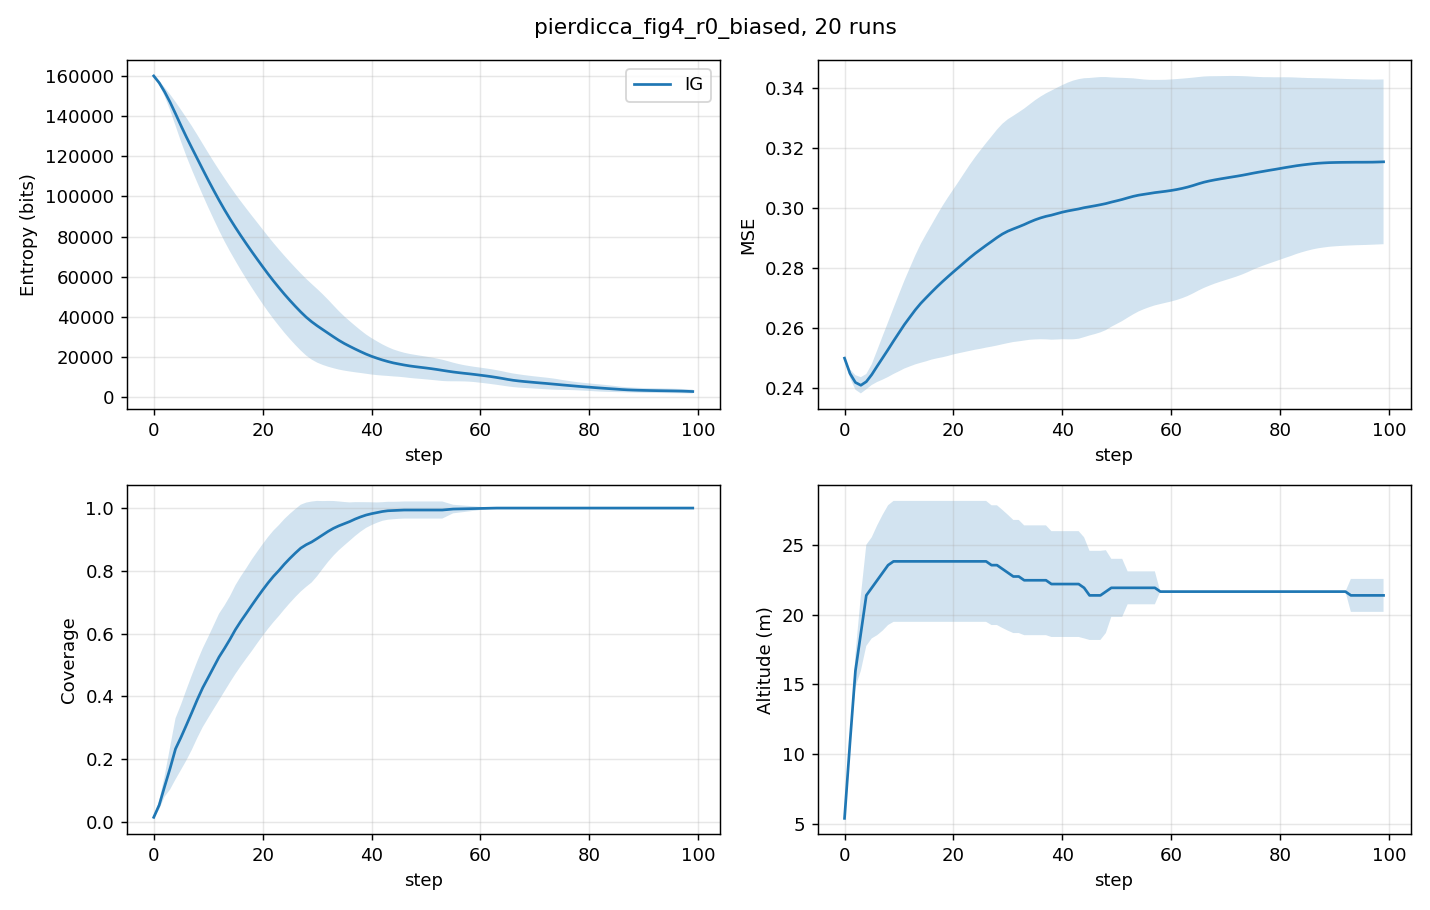 pierdicca_fig4_r0_biased, 20 runs
Entropy (bits)
160000
140000
120000
100000
80000
60000
40000
20000
0
IG
0 20 40 60 80 100
step
MSE
0.34
0.32
0.30
0.28
0.26
0.24
0 20 40 60 80 100
step
Coverage
1.0
0.8
0.6
0.4
0.2
0.0
0 20 40 60 80 100
step
Altitude (m)
25
20
15
10
5
0 20 40 60 80 100
step